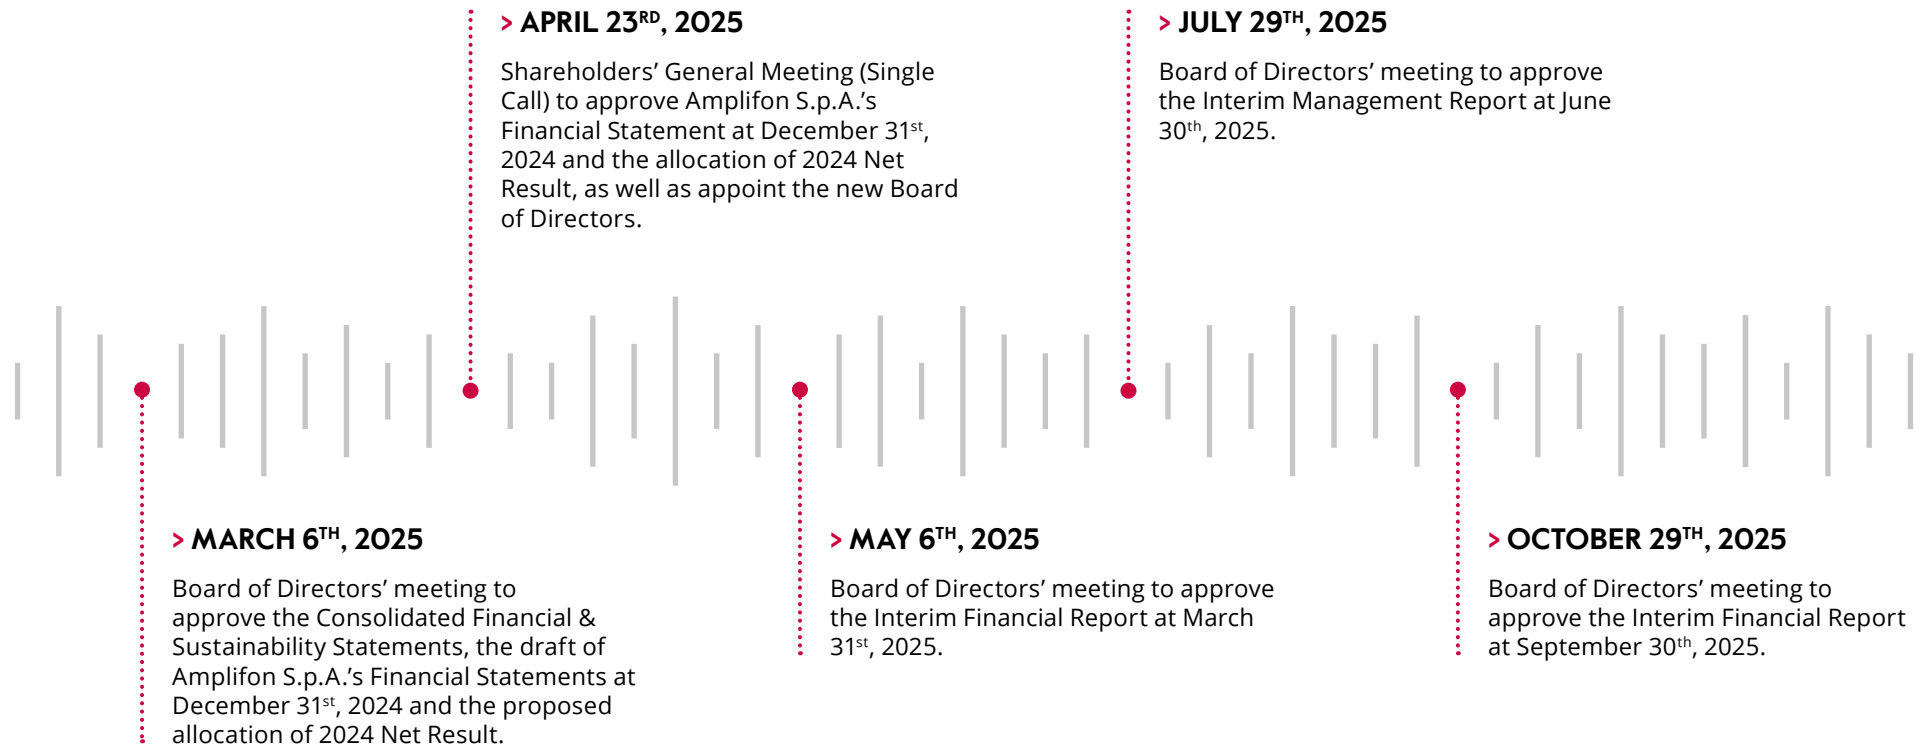 > APRIL 23RD, 2025
Shareholders’ General Meeting (Single
Call) to approve Amplifon S.p.A.’s
Financial Statement at December 31st,
2024 and the allocation of 2024 Net
Result, as well as appoint the new Board
of Directors.
> JULY 29TH, 2025
Board of Directors’ meeting to approve
the Interim Management Report at June
30th, 2025.
> MARCH 6TH, 2025
Board of Directors’ meeting to
approve the Consolidated Financial &
Sustainability Statements, the draft of
Amplifon S.p.A.’s Financial Statements at
December 31st, 2024 and the proposed
allocation of 2024 Net Result.
> MAY 6TH, 2025
Board of Directors’ meeting to approve
the Interim Financial Report at March
31st, 2025.
> OCTOBER 29TH, 2025
Board of Directors’ meeting to
approve the Interim Financial Report
at September 30th, 2025.